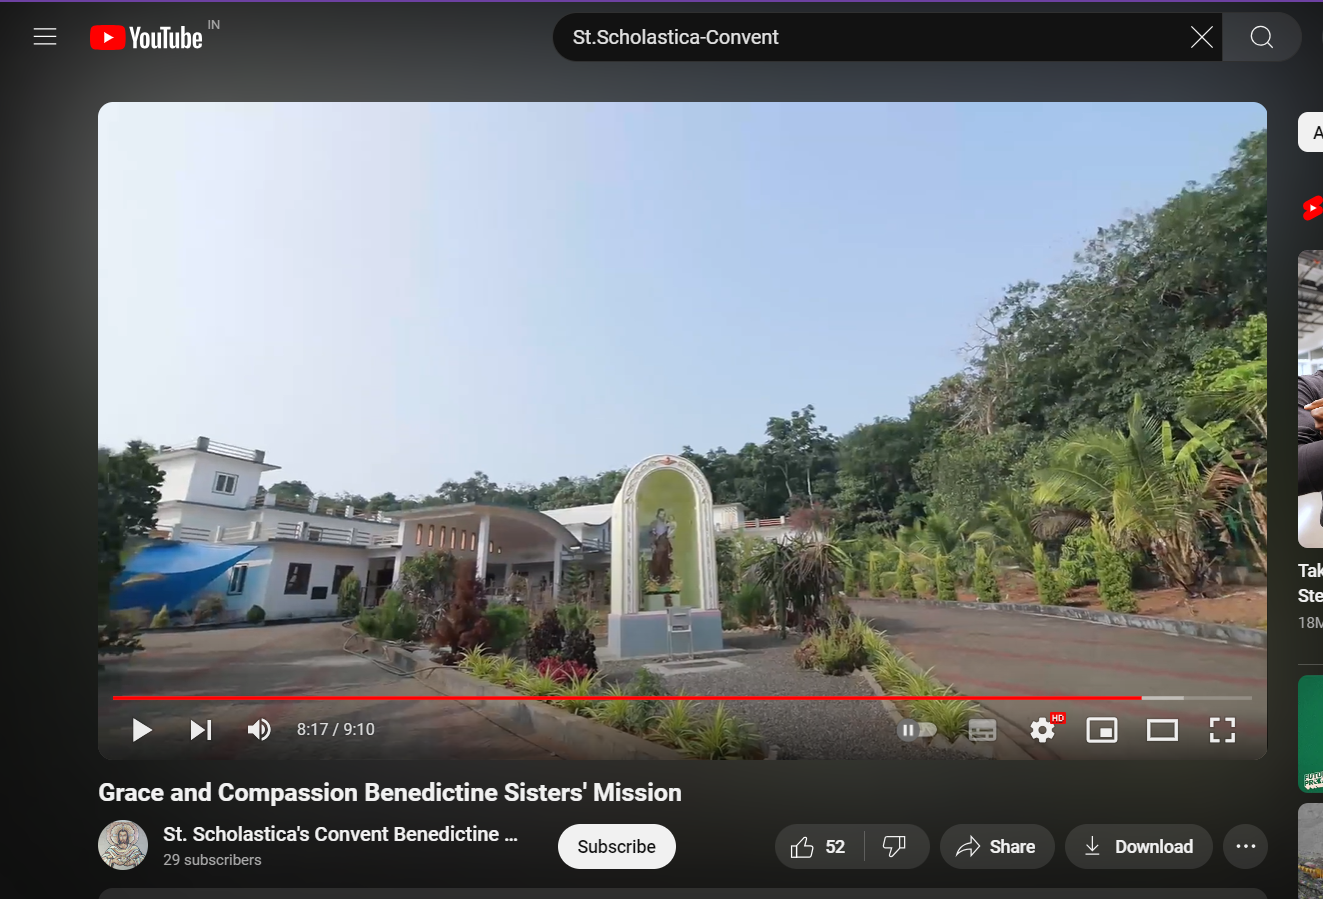 YouTube IN
St.Scholastica-Convent
A
8:17 / 9:10
HD
Grace and Compassion Benedictine Sisters' Mission
St. Scholastica's Convent Benedictine ...
29 subscribers
Subscribe
52
Share
Download
Tak
Ste
18M